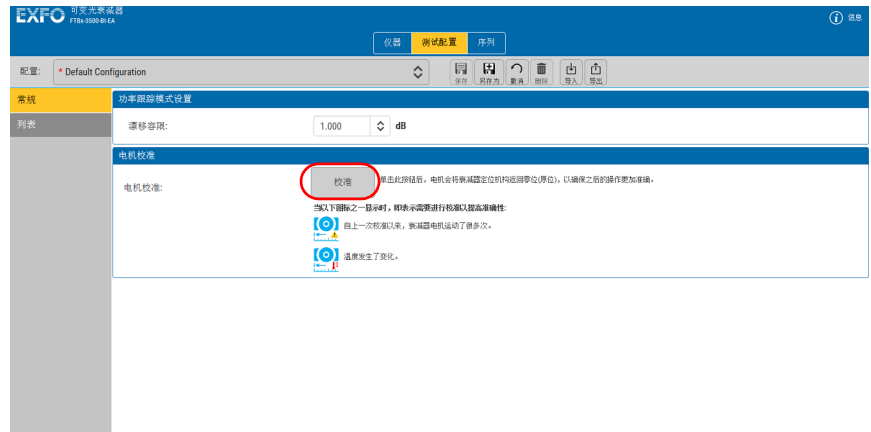 EXFO 可变光衰减器
FTBx-3500-BI-EA
信息
仪器 测试配置 序列
配置: * Default Configuration
保存 另存为 撤消 删除 导入 导出
常规
列表
功率跟踪模式设置
漂移容限: 1.000 dB
电机校准
电机校准: 校准 单击此按钮后，电机会将衰减器定位机构返回零位(原位)，以确保之后的操作更加准确。
当以下图标之一显示时，即表示需要进行校准以提高准确性:
自上一次校准以来，衰减器电机运动了很多次。
温度发生了变化。